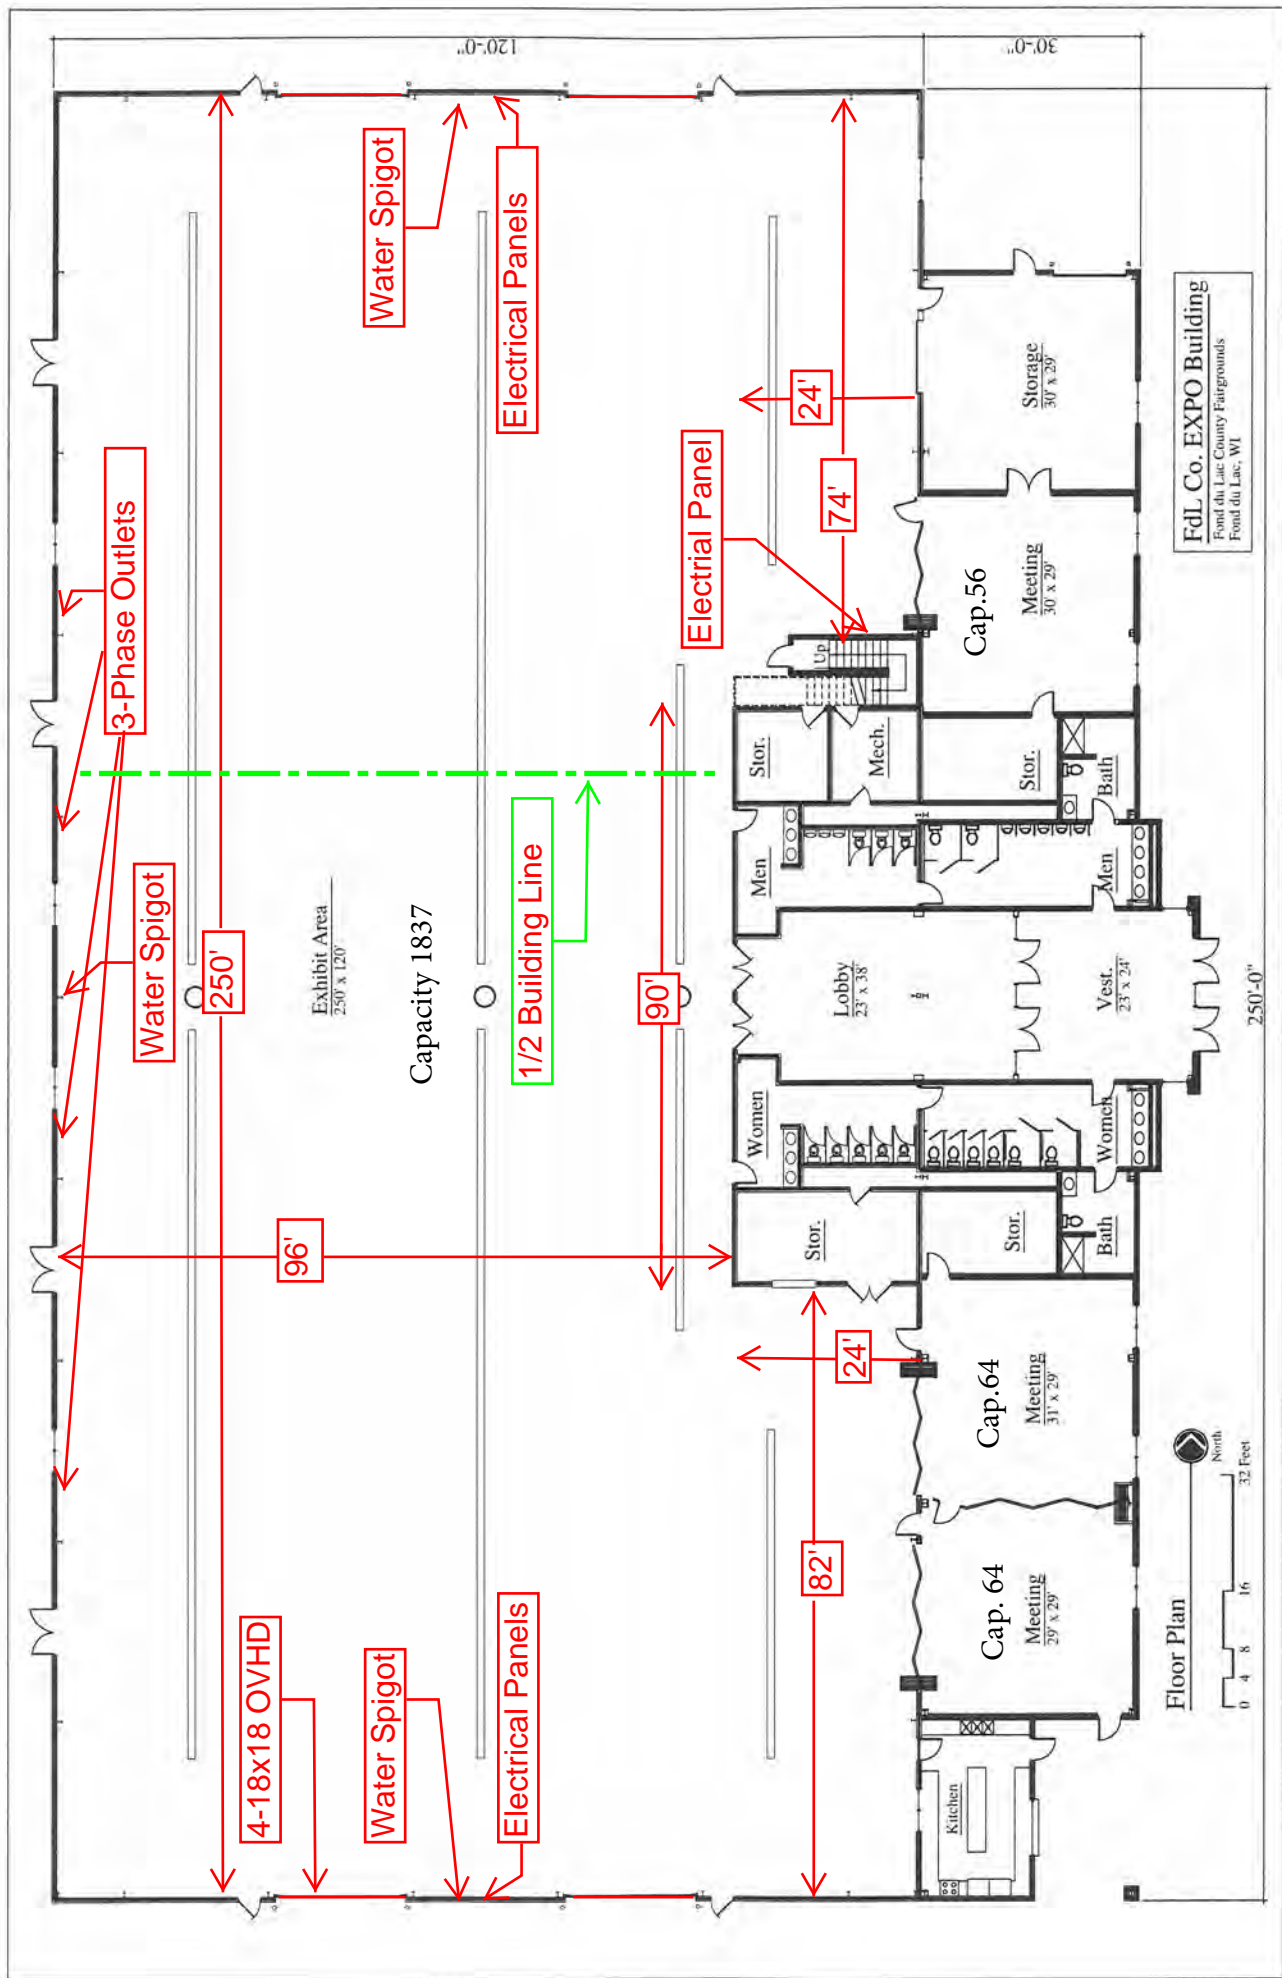 120'-0"
30'-0"
Water Spigot
Electrical Panels
3-Phase Outlets
24'
74'
Electrial Panel
Storage
30' x 29'
FdL Co. EXPO Building
Fond du Lac County Fairgrounds
Fond du Lac, WI
Cap.56
Meeting
30' x 29'
Up
Stor.
Mech.
Stor.
Bath
Men
Men
1/2 Building Line
Water Spigot
250'
Exhibit Area
250' x 120'
Capacity 1837
90'
Lobby
23' x 38'
Vest.
23' x 24'
250'-0"
Women
Women
96'
Stor.
Stor.
Bath
24'
82'
Cap.64
Meeting
31' x 29'
Cap. 64
Meeting
29' x 29'
4-18x18 OVHD
Water Spigot
Electrical Panels
Kitchen
Floor Plan
North
0 4 8 16 32 Feet